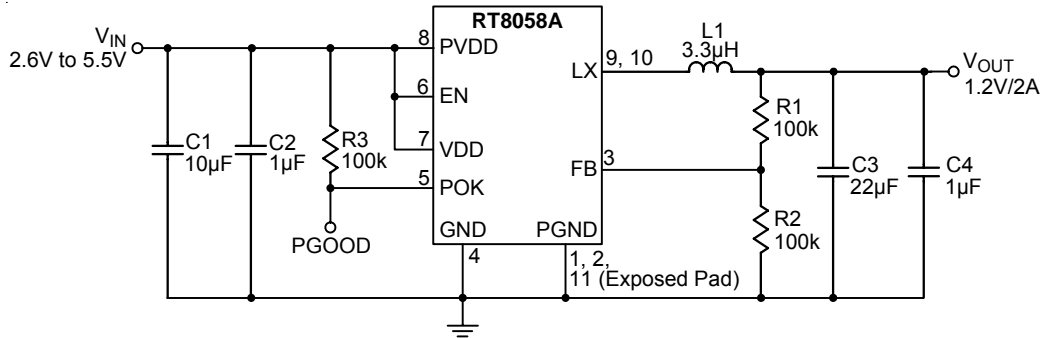 RT8058A
V_IN
2.6V to 5.5V
8
PVDD
6
EN
7
VDD
5
POK
GND
4
PGND
1, 2,
11 (Exposed Pad)
LX
9, 10
FB
3
C1
10µF
C2
1µF
R3
100k
PGOOD
L1
3.3µH
R1
100k
R2
100k
C3
22µF
C4
1µF
V_OUT
1.2V/2A